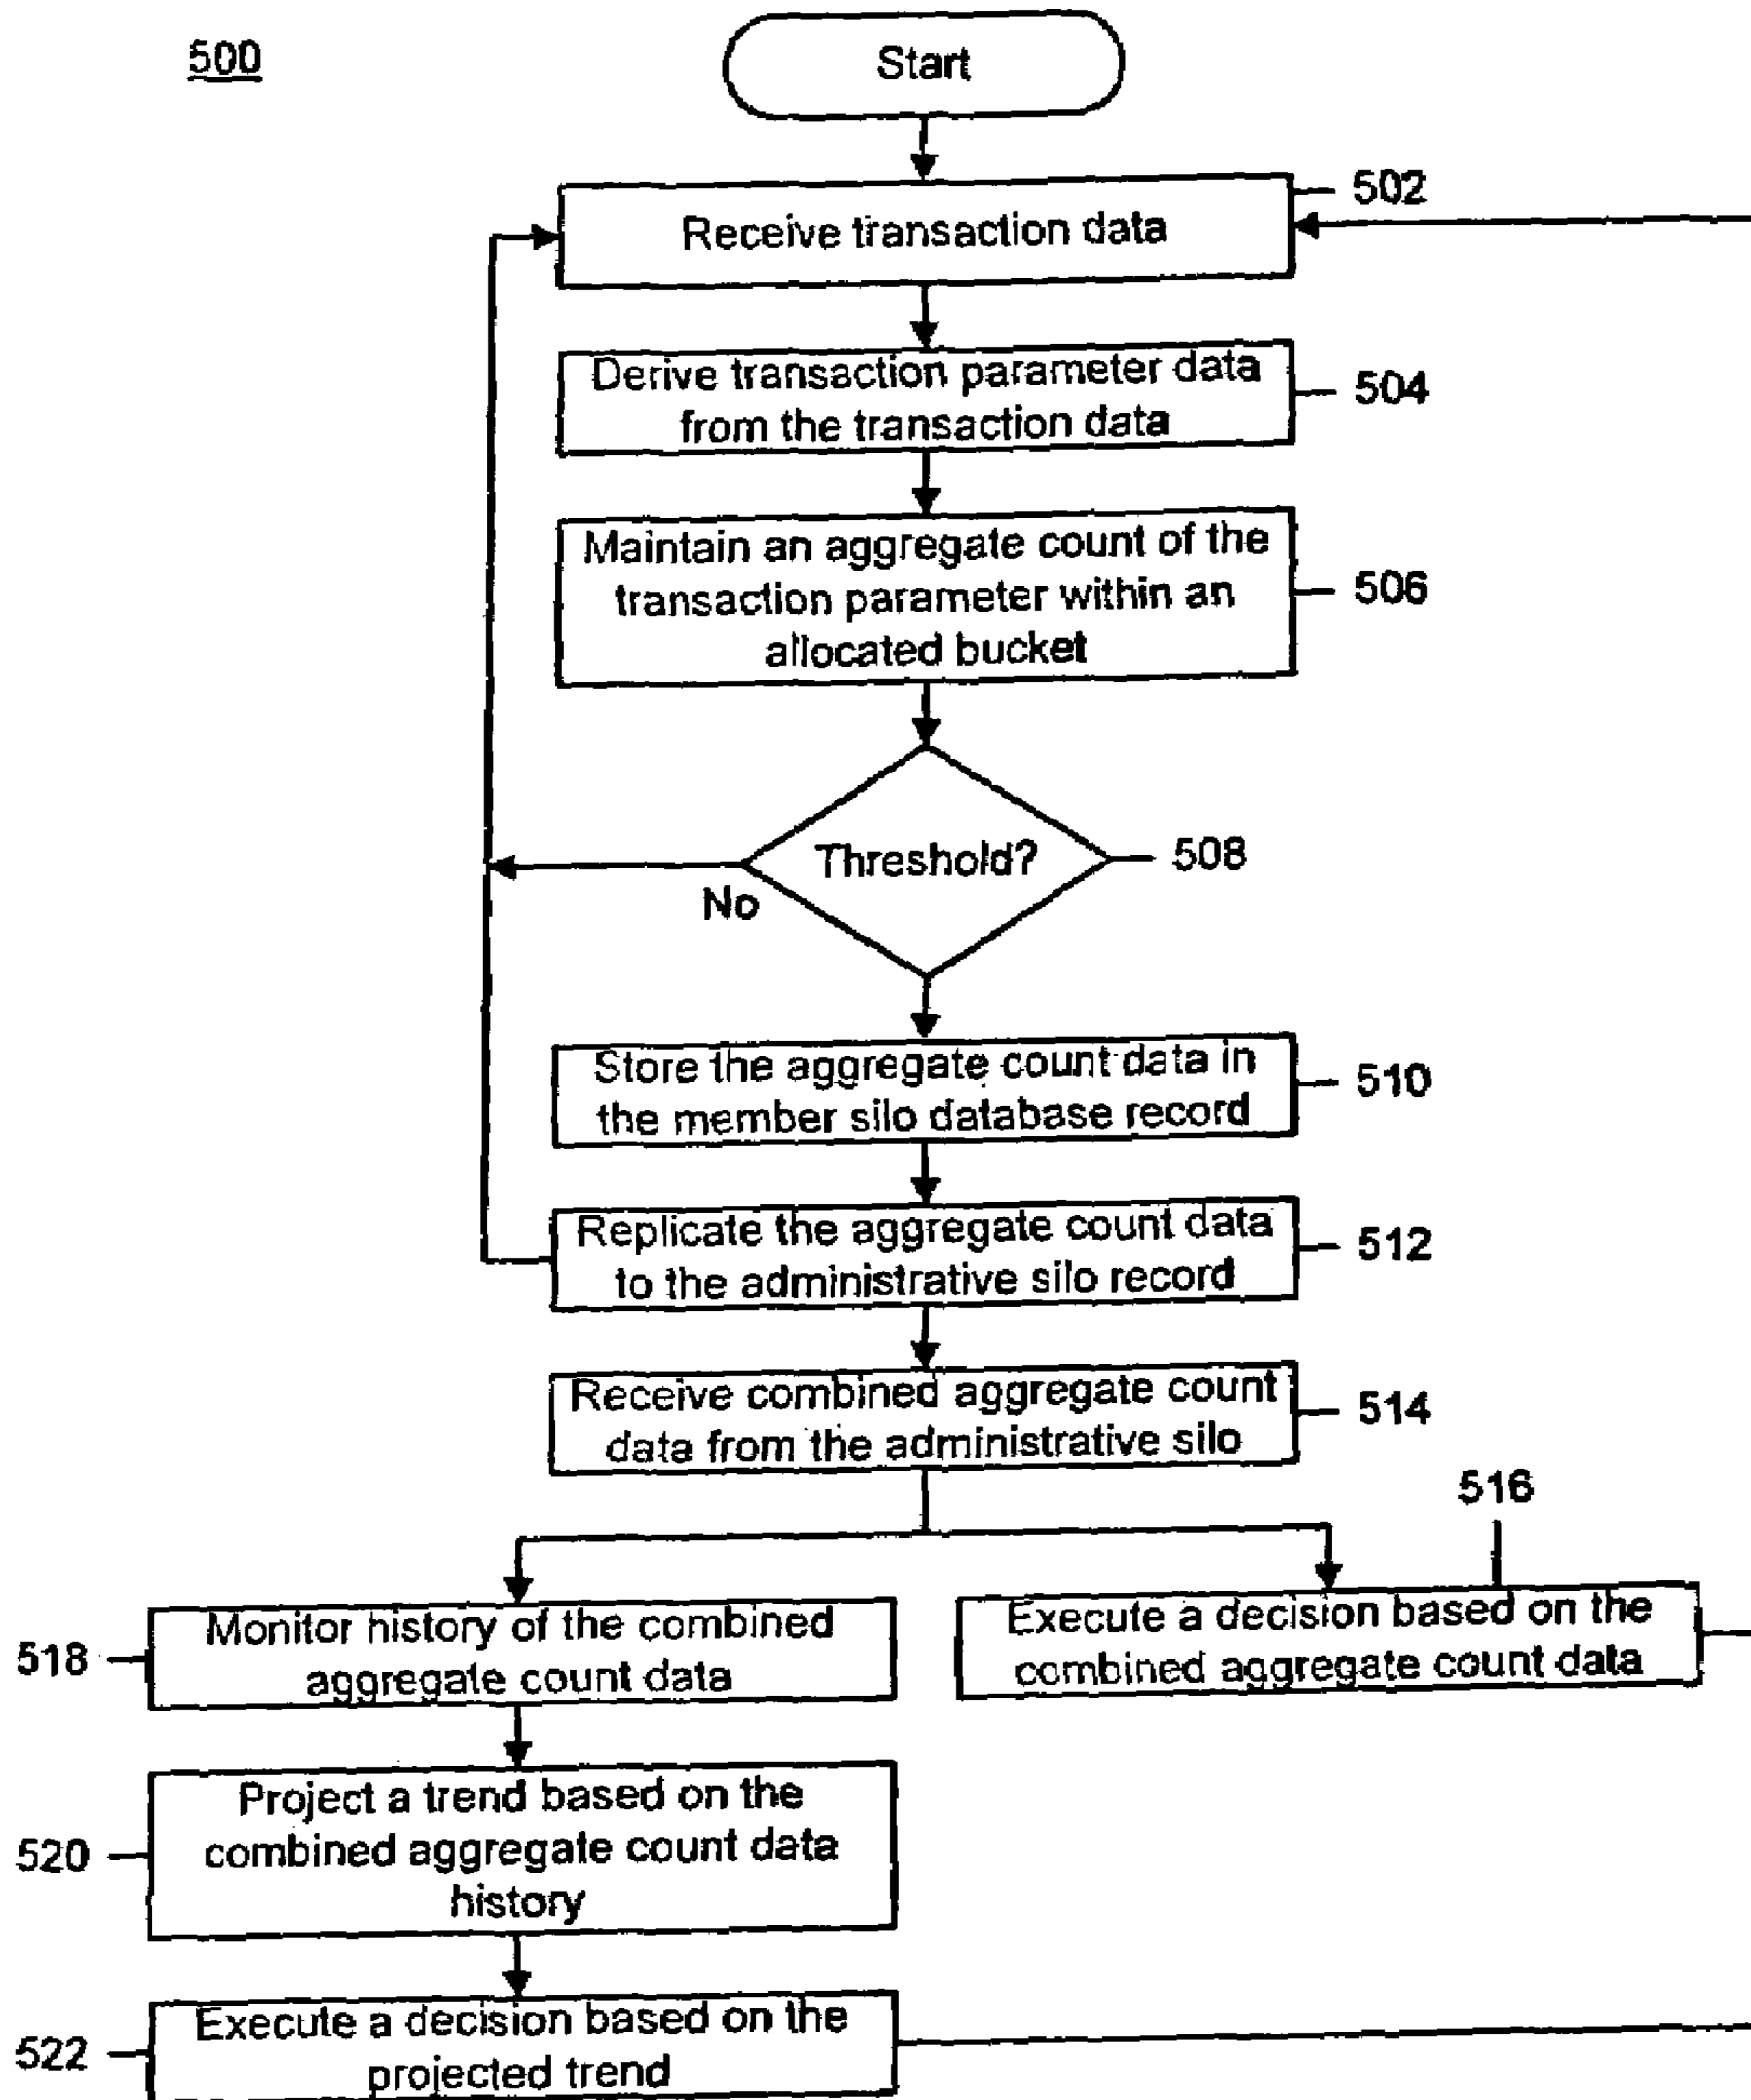 500
Start
502
Receive transaction data
Derive transaction parameter data
from the transaction data
504
Maintain an aggregate count of the
transaction parameter within an
allocated bucket
506
Threshold?
508
No
Store the aggregate count data in
the member silo database record
510
Replicate the aggregate count data
to the administrative silo record
512
Receive combined aggregate count
data from the administrative silo
514
516
Execute a decision based on the
combined aggregate count data
518
Monitor history of the combined
aggregate count data
520
Project a trend based on the
combined aggregate count data
history
522
Execute a decision based on the
projected trend